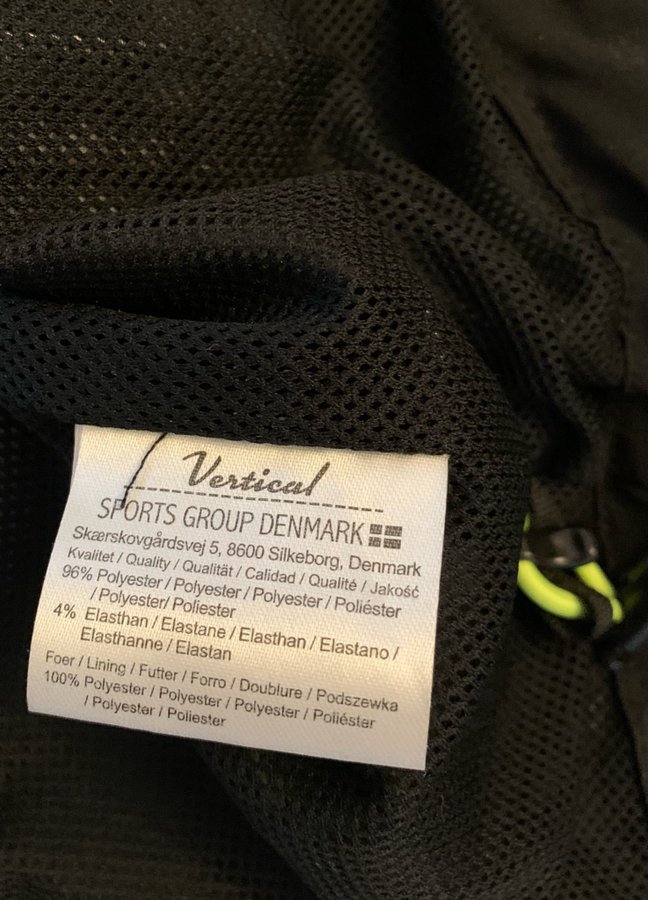 Vertical
SPORTS GROUP DENMARK
Skærskovgårdsvej 5, 8600 Silkeborg, Denmark
Kvalitet / Quality / Qualität / Calidad / Qualité / Jakość
96% Polyester / Polyester / Polyester / Poliéster
/ Polyester/ Poliester
4% Elasthan / Elastane / Elasthan / Elastano /
Elasthanne / Elastan
Foer / Lining / Futter / Forro / Doublure / Podszewka
100% Polyester / Polyester / Polyester / Poliéster
/ Polyester / Poliester